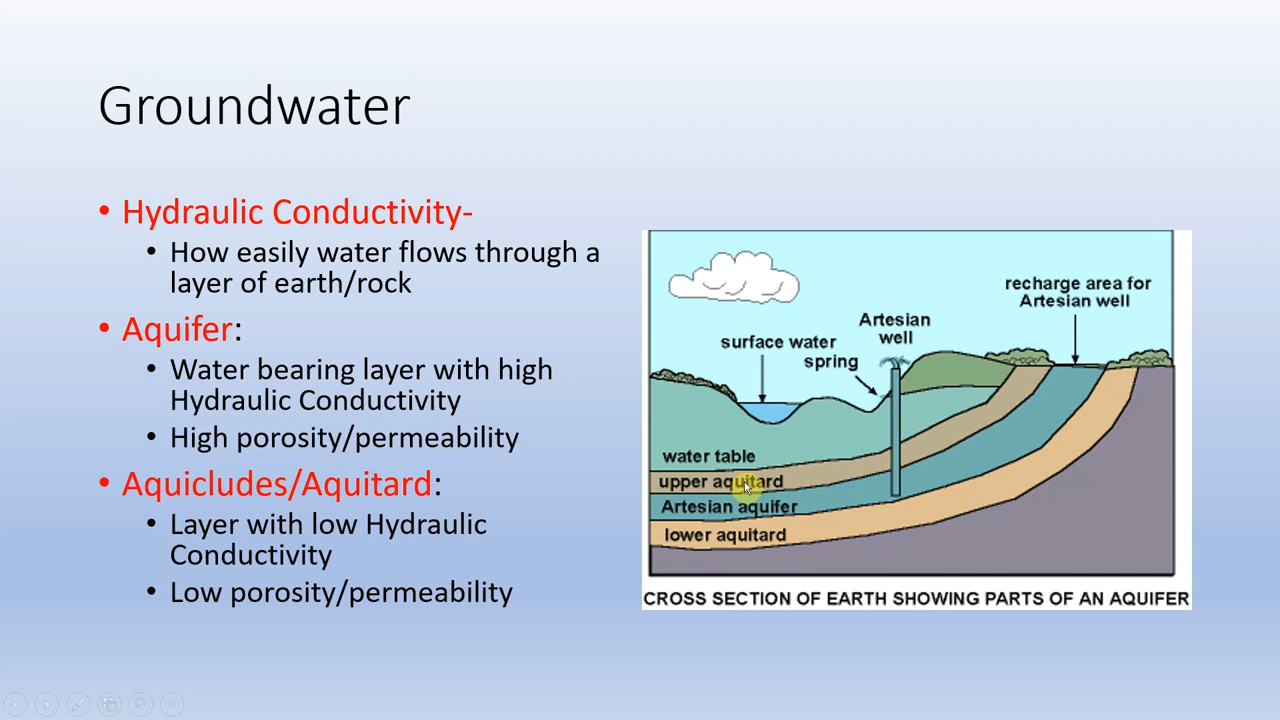 Groundwater
• Hydraulic Conductivity-
• How easily water flows through a
layer of earth/rock
• Aquifer:
• Water bearing layer with high
Hydraulic Conductivity
• High porosity/permeability
• Aquicludes/Aquitard:
• Layer with low Hydraulic
Conductivity
• Low porosity/permeability
recharge area for
Artesian well
Artesian
well
surface water
spring
water table
upper aquitard
Artesian aquifer
lower aquitard
CROSS SECTION OF EARTH SHOWING PARTS OF AN AQUIFER